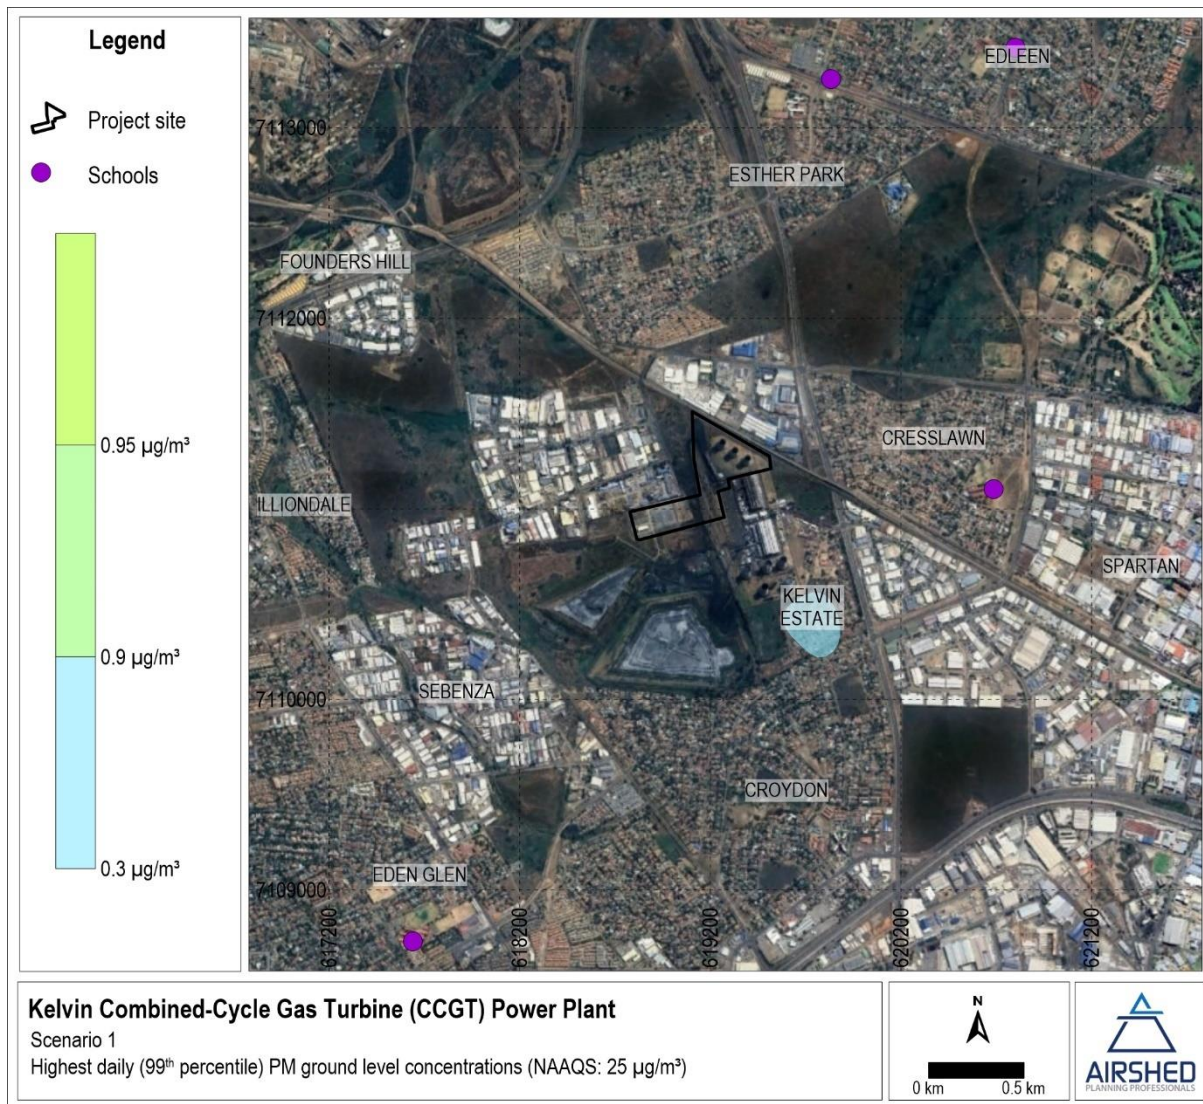 Legend
Project site
Schools
0.95 µg/m³
0.9 µg/m³
0.3 µg/m³
EDLEEN
7113000
ESTHER PARK
FOUNDERS HILL
7112000
CRESSLAWN
ILLIONDALE
SPARTAN
KELVIN
ESTATE
SEBENZA
7110000
CROYDON
EDEN GLEN
7109000
617200
618200
619200
620200
621200
Kelvin Combined-Cycle Gas Turbine (CCGT) Power Plant
Scenario 1
Highest daily (99th percentile) PM ground level concentrations (NAAQS: 25 µg/m³)
N
0 km 0.5 km
AIRSHED
PLANNING PROFESSIONALS